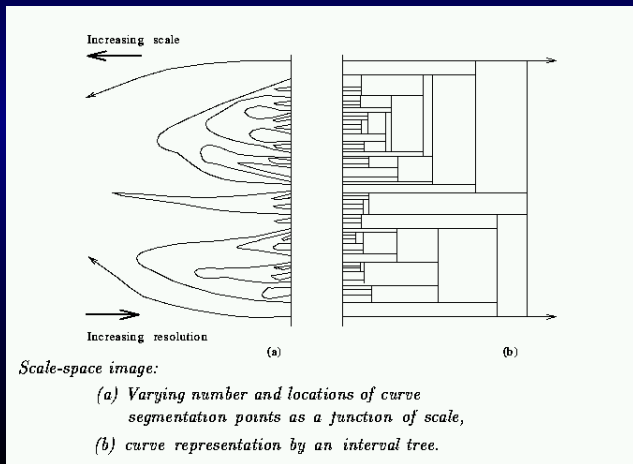 Increasing scale
Increasing resolution
(a)
(b)
Scale-space image:
(a) Varying number and locations of curve
segmentation points as a function of scale,
(b) curve representation by an interval tree.